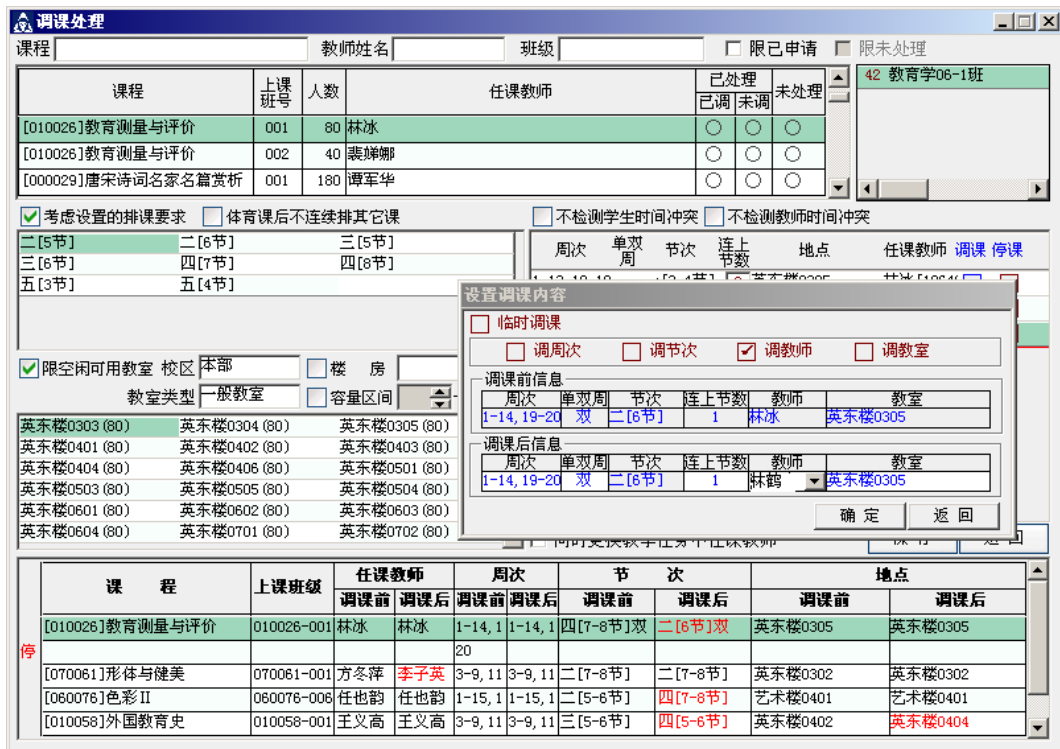 调课处理
课程 教师姓名 班级 限已申请 限未处理
课程 上课班号 人数 任课教师 已处理 未处理
已调 未调
[010026]教育测量与评价 001 80 林冰
[010026]教育测量与评价 002 40 裴娣娜
[000029]唐宋诗词名家名篇赏析 001 180 谭军华
42 教育学06-1班
考虑设置的排课要求 体育课后不连续排其它课 不检测学生时间冲突 不检测教师时间冲突
二[5节] 二[6节] 三[5节]
三[6节] 四[7节] 四[8节]
五[3节] 五[4节]
周次 单双周 节次 连上节数 地点 任课教师 调课 停课
限空闲可用教室 校区 本部 楼 房
教室类型 一般教室 容量区间
英东楼0303(80) 英东楼0304(80) 英东楼0305(80)
英东楼0401(80) 英东楼0402(80) 英东楼0403(80)
英东楼0404(80) 英东楼0406(80) 英东楼0501(80)
英东楼0503(80) 英东楼0505(80) 英东楼0504(80)
英东楼0601(80) 英东楼0602(80) 英东楼0603(80)
英东楼0604(80) 英东楼0701(80) 英东楼0702(80)
设置调课内容
临时调课
调周次 调节次 调教师 调教室
调课前信息
周次 单双周 节次 连上节数 教师 教室
1-14,19-20 双 二[6节] 1 林冰 英东楼0305
调课后信息
周次 单双周 节次 连上节数 教师 教室
1-14,19-20 双 二[6节] 1 林鹤 英东楼0305
确 定 返 回
课 程 上课班级 任课教师 周次 节 次 地点
调课前 调课后 调课前 调课后 调课前 调课后 调课前 调课后
停
[010026]教育测量与评价 010026-001 林冰 林冰 1-14,1 1-14,1 四[7-8节]双 二[6节]双 英东楼0305 英东楼0305
20
[070061]形体与健美 070061-001 方冬萍 李子英 3-9,11 3-9,11 二[7-8节] 二[7-8节] 英东楼0302 英东楼0302
[060076]色彩Ⅱ 060076-006 任也韵 任也韵 1-15,1 1-15,1 二[5-6节] 四[7-8节] 艺术楼0401 艺术楼0401
[010058]外国教育史 010058-001 王义高 王义高 3-9,11 3-9,11 三[5-6节] 四[5-6节] 英东楼0402 英东楼0404